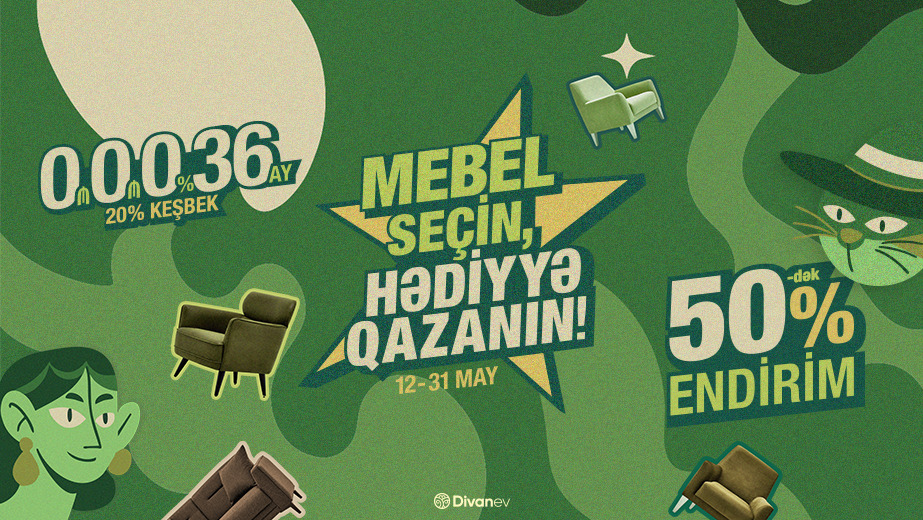 0₼ 0₼ 0% 36 AY
20% KEŞBEK
MEBEL
SEÇİN,
HƏDİYYƏ
QAZANIN!
12-31 MAY
50%-dək
ENDİRİM
Divanev